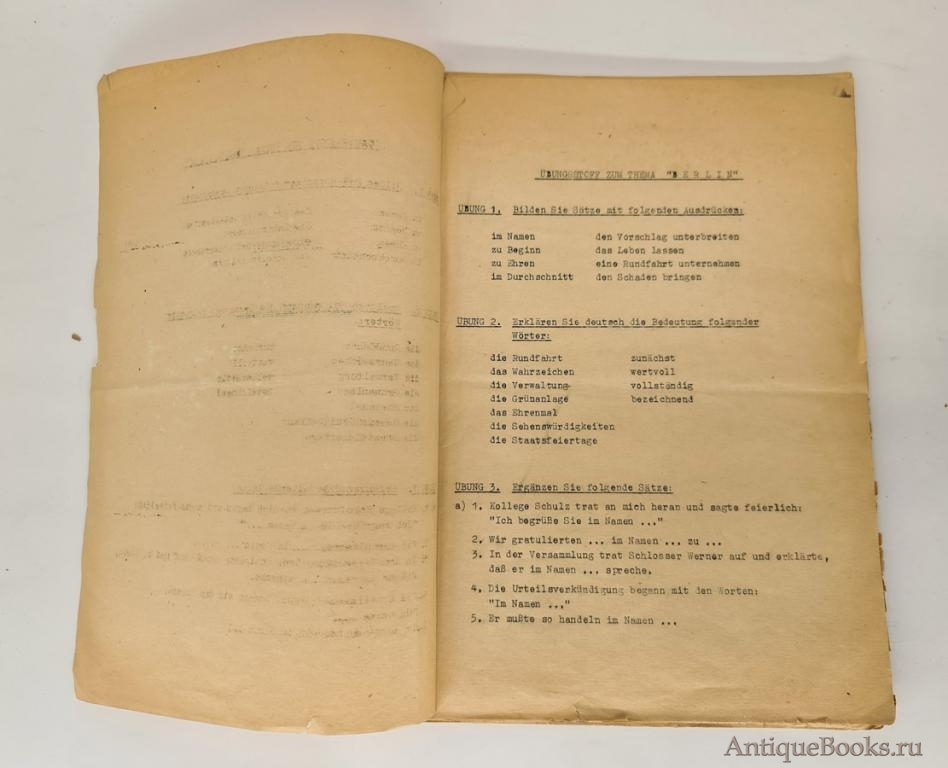 ÜBUNGSSTOFF ZUM THEMA "B E R L I N"
ÜBUNG 1. Bilden Sie Sätze mit folgenden Ausdrücken:
im Namen den Vorschlag unterbreiten
zu Beginn das Leben lassen
zu Ehren eine Rundfahrt unternehmen
im Durchschnitt den Schaden bringen
ÜBUNG 2. Erklären Sie deutsch die Bedeutung folgender
Wörter:
die Rundfahrt zunächst
das Wahrzeichen wertvoll
die Verwaltung vollständig
die Grünanlage bezeichnend
das Ehrenmal
die Sehenswürdigkeiten
die Staatsfeiertage
ÜBUNG 3. Ergänzen Sie folgende Sätze:
a) 1. Kollege Schulz trat an mich heran und sagte feierlich:
"Ich begrüße Sie im Namen ..."
2. Wir gratulierten ... im Namen ... zu ...
3. In der Versammlung trat Schlosser Werner auf und erklärte,
daß er im Namen ... spreche.
4. Die Urteilsverkündigung begann mit den Worten:
"Im Namen ..."
5. Er mußte so handeln im Namen ...
AntiqueBooks.ru